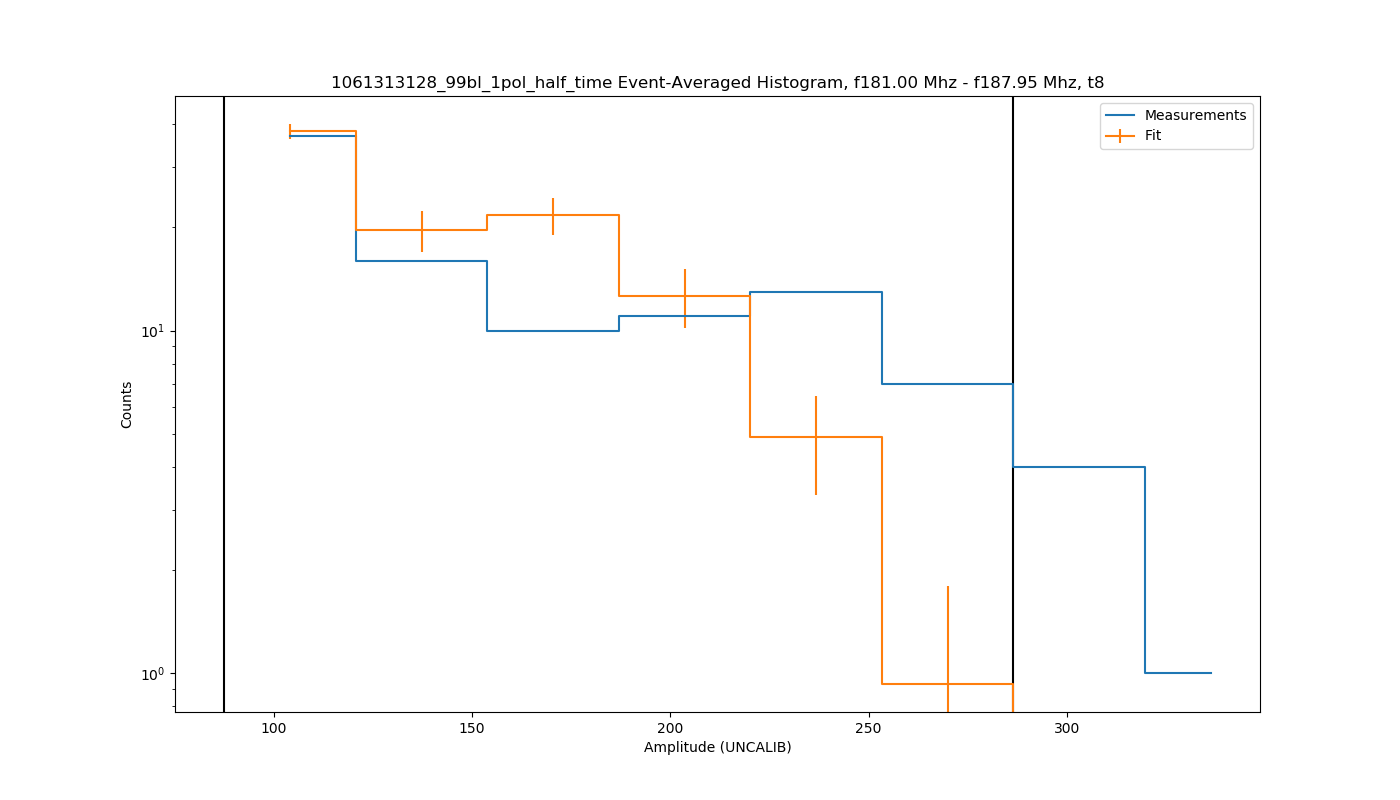 1061313128_99bl_1pol_half_time Event-Averaged Histogram, f181.00 Mhz - f187.95 Mhz, t8
Measurements
Fit
Counts
10¹
10⁰
100 150 200 250 300
Amplitude (UNCALIB)